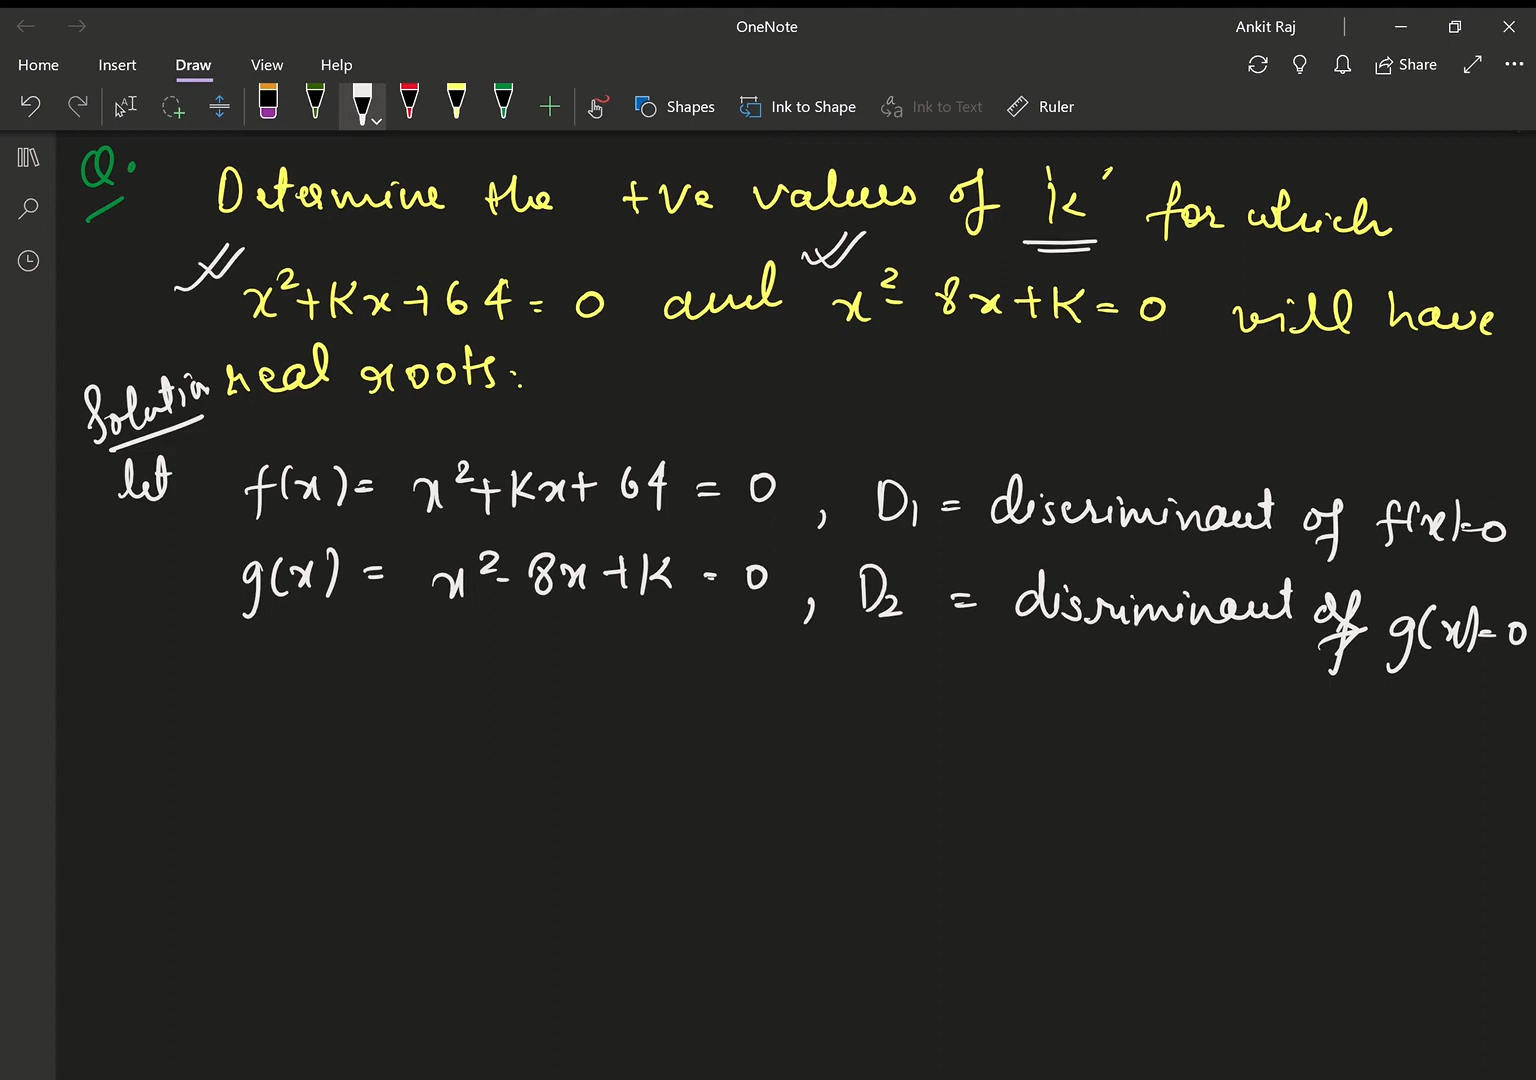 OneNote
Ankit Raj
Home Insert Draw View Help
Share
Shapes Ink to Shape Ink to Text Ruler
Q. Determine the +ve values of 'k' for which
x²+Kx+64=0 and x²-8x+K=0 will have
real roots.
Solution
let f(x)= x²+Kx+64=0, D₁ = discriminant of f(x)=0
g(x) = x²-8x+K=0, D₂ = discriminant of g(x)=0